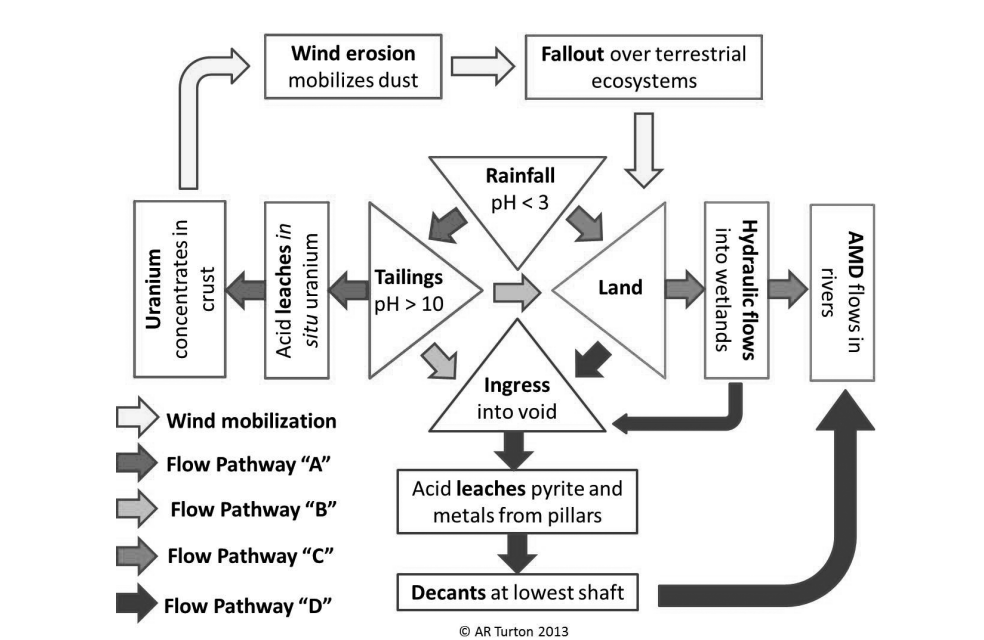 Wind erosion
mobilizes dust
Fallout over terrestrial
ecosystems
Rainfall
pH < 3
Uranium
concentrates in
crust
Acid leaches in
situ uranium
Tailings
pH > 10
Land
Hydraulic flows
into wetlands
AMD flows in
rivers
Ingress
into void
Wind mobilization
Flow Pathway “A”
Flow Pathway “B”
Flow Pathway “C”
Flow Pathway “D”
Acid leaches pyrite and
metals from pillars
Decants at lowest shaft
© AR Turton 2013